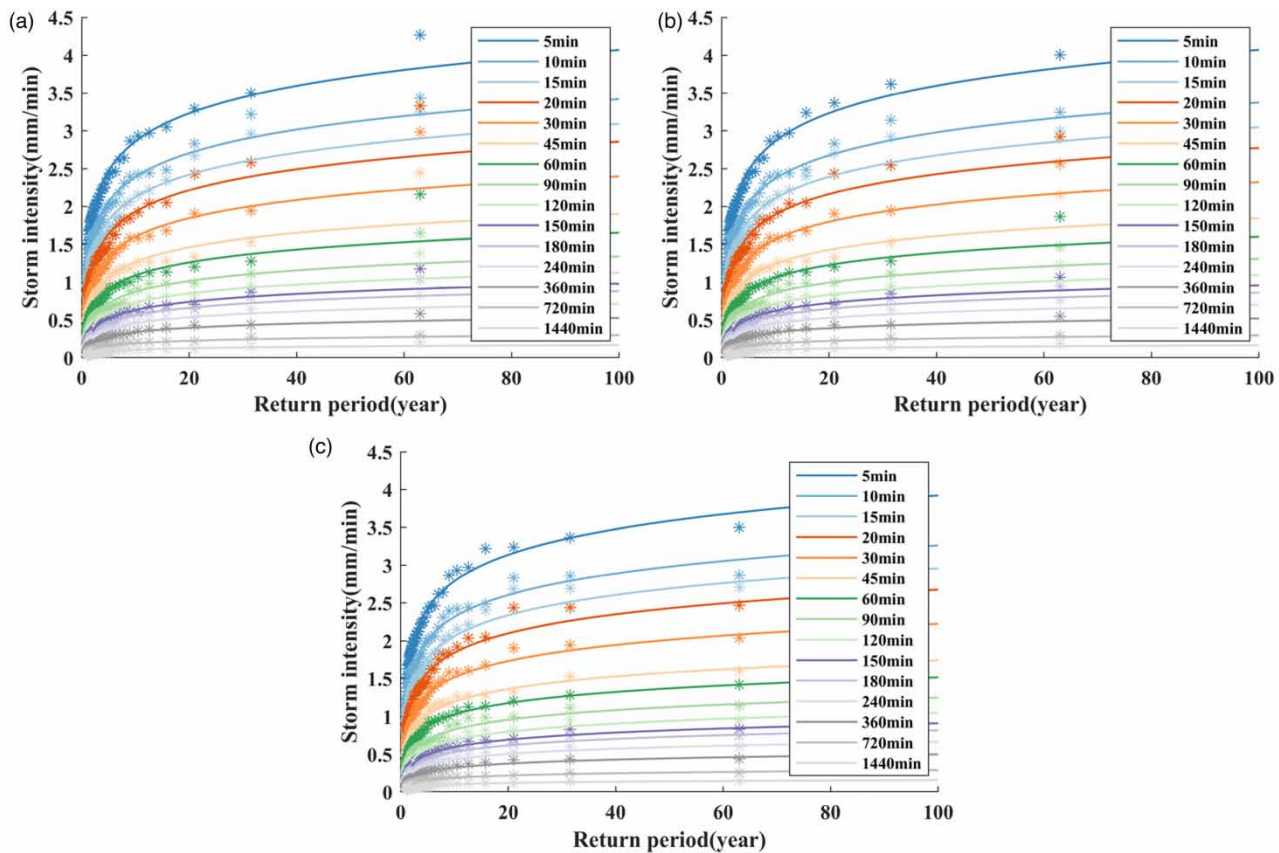 (a)
4.5
4
3.5
3
2.5
2
1.5
1
0.5
0
Storm intensity(mm/min)
0 20 40 60 80 100
Return period(year)
5min
10min
15min
20min
30min
45min
60min
90min
120min
150min
180min
240min
360min
720min
1440min
(b)
4.5
4
3.5
3
2.5
2
1.5
1
0.5
0
Storm intensity(mm/min)
0 20 40 60 80 100
Return period(year)
5min
10min
15min
20min
30min
45min
60min
90min
120min
150min
180min
240min
360min
720min
1440min
(c)
4.5
4
3.5
3
2.5
2
1.5
1
0.5
0
Storm intensity(mm/min)
0 20 40 60 80 100
Return period(year)
5min
10min
15min
20min
30min
45min
60min
90min
120min
150min
180min
240min
360min
720min
1440min